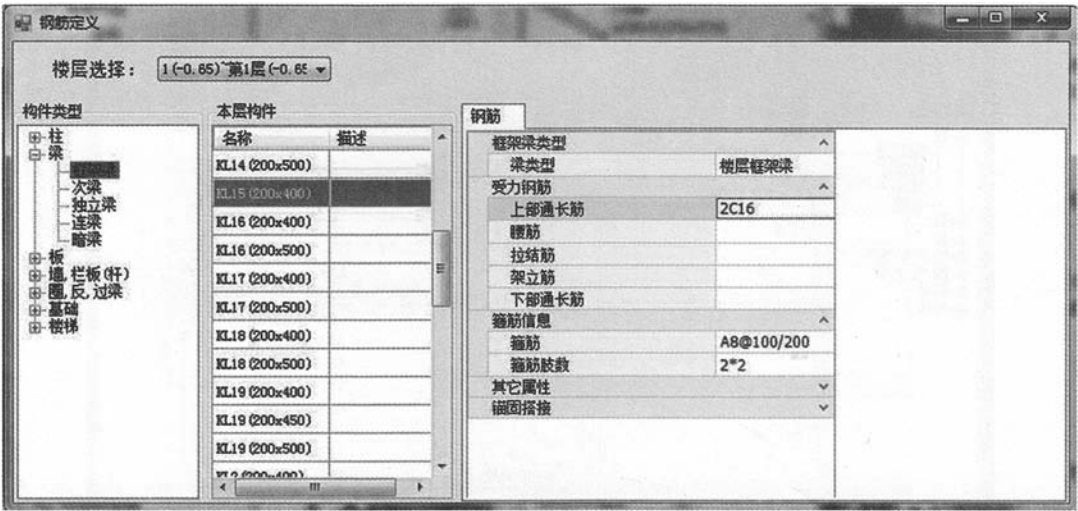 钢筋定义
楼层选择： 1(-0.65)~第1层(-0.65
构件类型
柱
梁
次梁
独立梁
连梁
暗梁
板
墙,栏板(杆)
圈,反,过梁
基础
楼梯
本层构件
名称 描述
KL14(200x500)
KL15(200x400)
KL16(200x400)
KL16(200x500)
KL17(200x400)
KL17(200x500)
KL18(200x400)
KL18(200x500)
KL19(200x400)
KL19(200x450)
KL19(200x500)
KL2(200x400)
钢筋
框架梁类型
梁类型 楼层框架梁
受力钢筋
上部通长筋 2C16
腰筋
拉结筋
架立筋
下部通长筋
箍筋信息
箍筋 A8@100/200
箍筋肢数 2*2
其它属性
锚固搭接